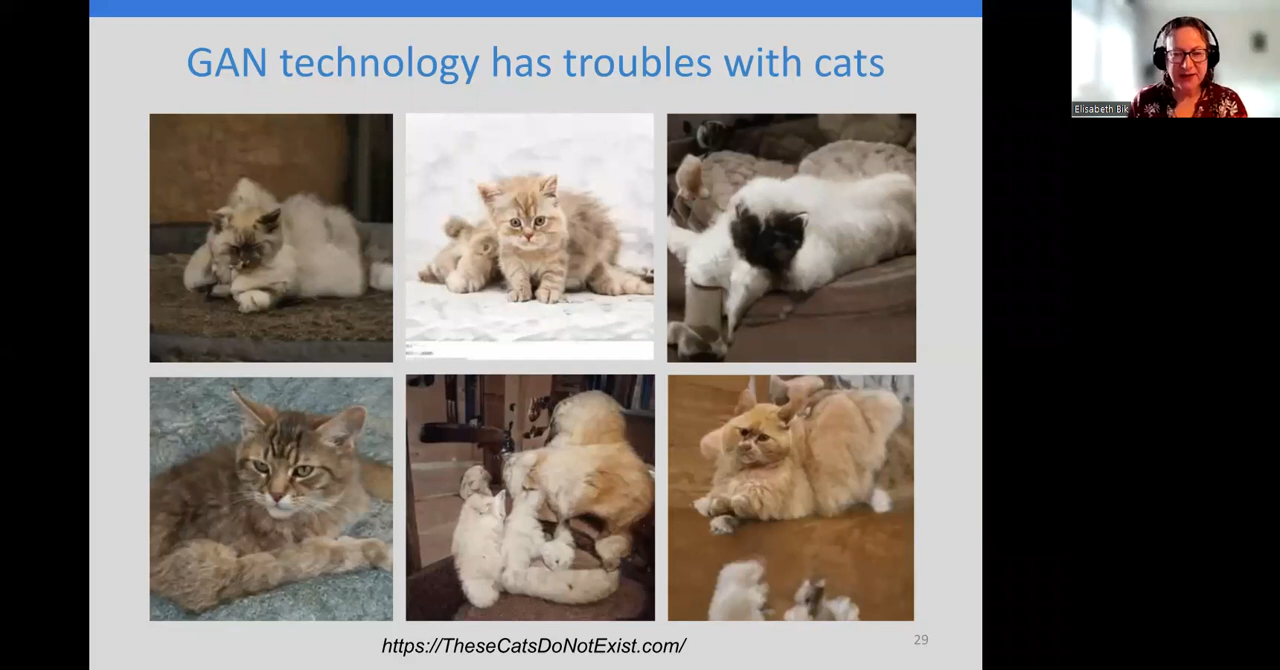 GAN technology has troubles with cats
Elisabeth Bik
https://TheseCatsDoNotExist.com/
29